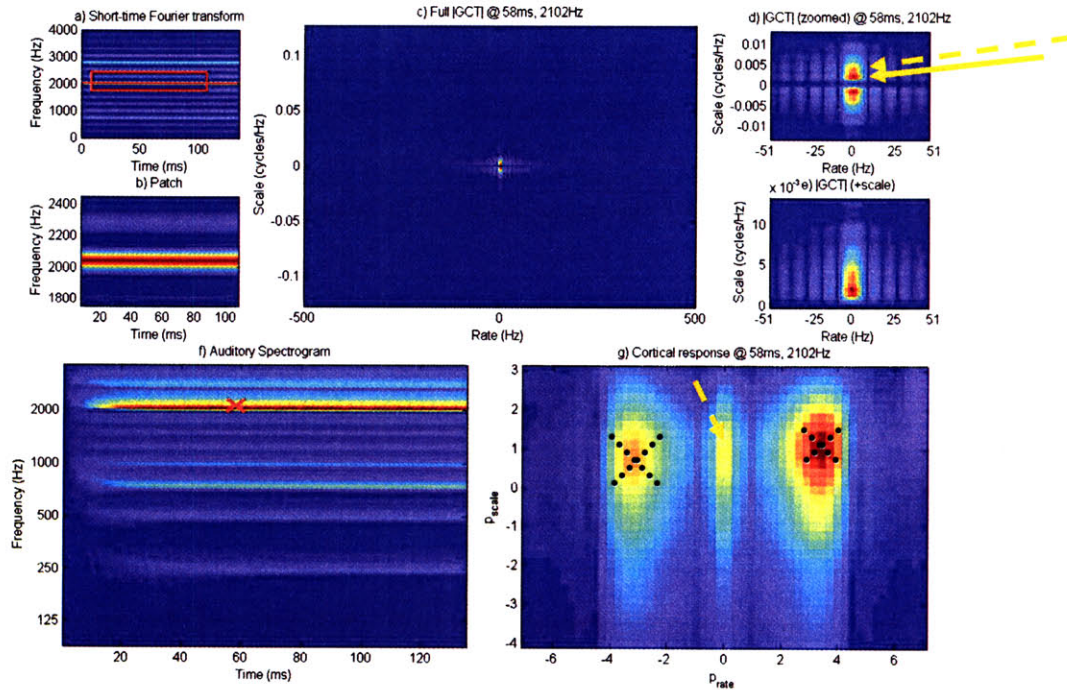 a) Short-time Fourier transform
Frequency (Hz)
4000
3000
2000
1000
0
0 50 100
Time (ms)
b) Patch
Frequency (Hz)
2400
2200
2000
1800
20 40 60 80 100
Time (ms)
c) Full |GCT| @ 58ms, 2102Hz
Scale (cycles/Hz)
0.1
0.05
0
-0.05
-0.1
-500 0 500
Rate (Hz)
d) |GCT| (zoomed) @ 58ms, 2102Hz
Scale (cycles/Hz)
0.01
0.005
0
-0.005
-0.01
-51 -25 0 25 51
Rate (Hz)
x 10⁻³ e) |GCT| (+scale)
Scale (cycles/Hz)
10
5
0
-51 -25 0 25 51
Rate (Hz)
f) Auditory Spectrogram
Frequency (Hz)
2000
1000
500
250
125
20 40 60 80 100 120
Time (ms)
g) Cortical response @ 58ms, 2102Hz
p_scale
3
2
1
0
-1
-2
-3
-4
-6 -4 -2 0 2 4 6
p_rate